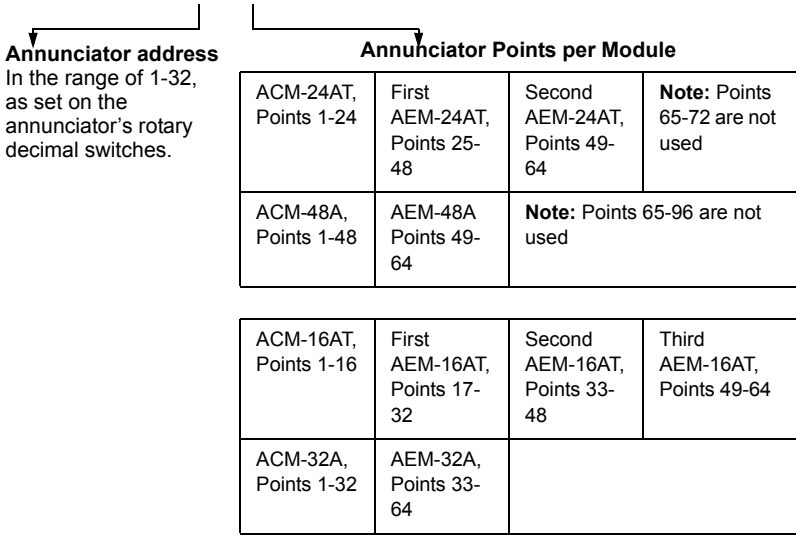 Annunciator address
In the range of 1-32,
as set on the
annunciator's rotary
decimal switches.
Annunciator Points per Module
ACM-24AT,
Points 1-24
First
AEM-24AT,
Points 25-
48
Second
AEM-24AT,
Points 49-
64
Note: Points
65-72 are not
used
ACM-48A,
Points 1-48
AEM-48A
Points 49-
64
Note: Points 65-96 are not
used
ACM-16AT,
Points 1-16
First
AEM-16AT,
Points 17-
32
Second
AEM-16AT,
Points 33-
48
Third
AEM-16AT,
Points 49-64
ACM-32A,
Points 1-32
AEM-32A,
Points 33-
64